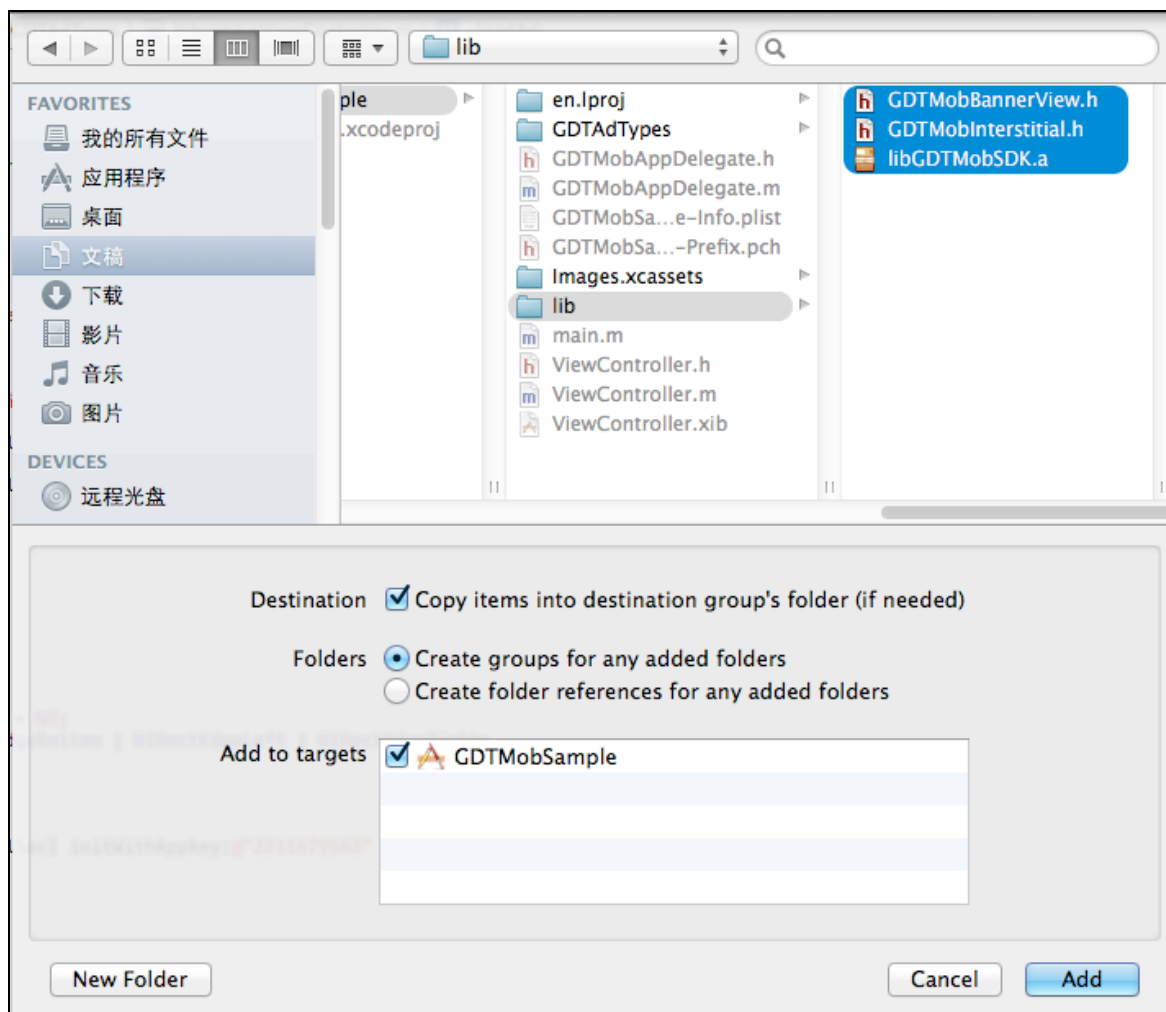 lib
FAVORITES
我的所有文件
应用程序
桌面
文稿
下载
影片
音乐
图片
DEVICES
远程光盘
ple
.xcodeproj
en.lproj
GDTAdTypes
GDTMobAppDelegate.h
GDTMobAppDelegate.m
GDTMobSa...e-Info.plist
GDTMobSa...-Prefix.pch
Images.xcassets
lib
main.m
ViewController.h
ViewController.m
ViewController.xib
GDTMobBannerView.h
GDTMobInterstitial.h
libGDTMobSDK.a
Destination Copy items into destination group's folder (if needed)
Folders Create groups for any added folders
Create folder references for any added folders
Add to targets GDTMobSample
New Folder Cancel Add